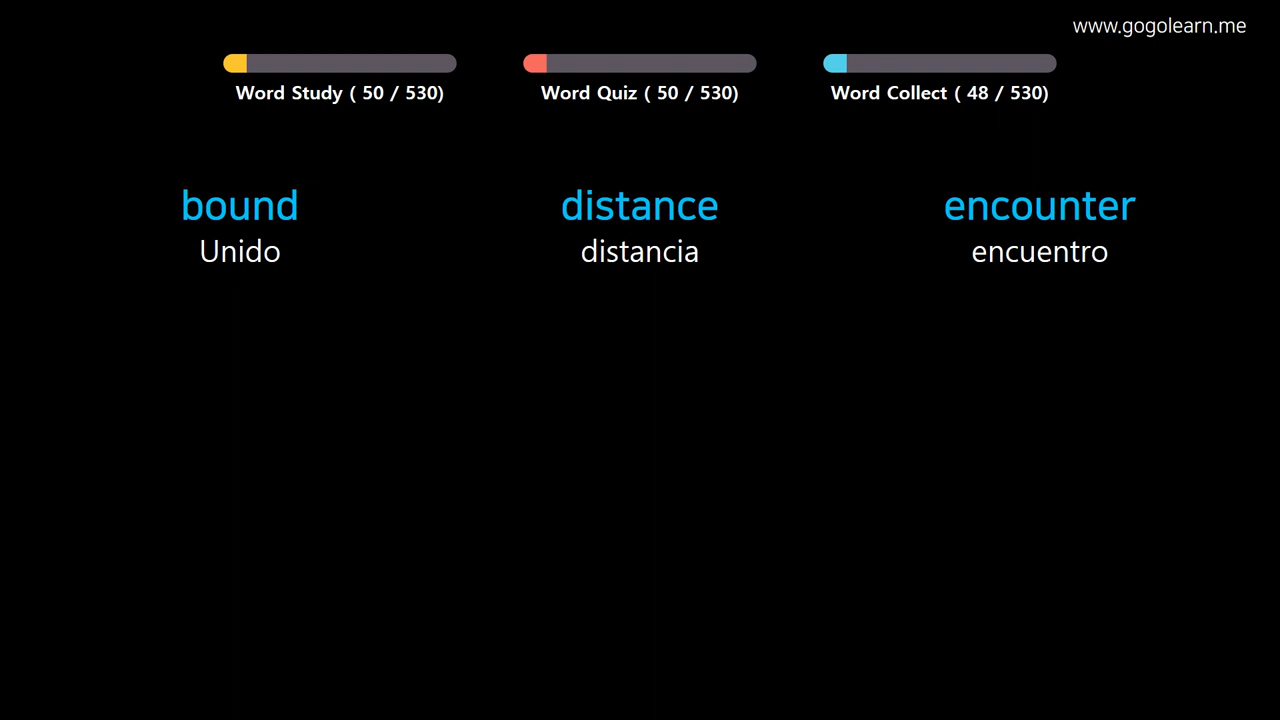 www.gogolearn.me
Word Study ( 50 / 530)
Word Quiz ( 50 / 530)
Word Collect ( 48 / 530)
bound
Unido
distance
distancia
encounter
encuentro